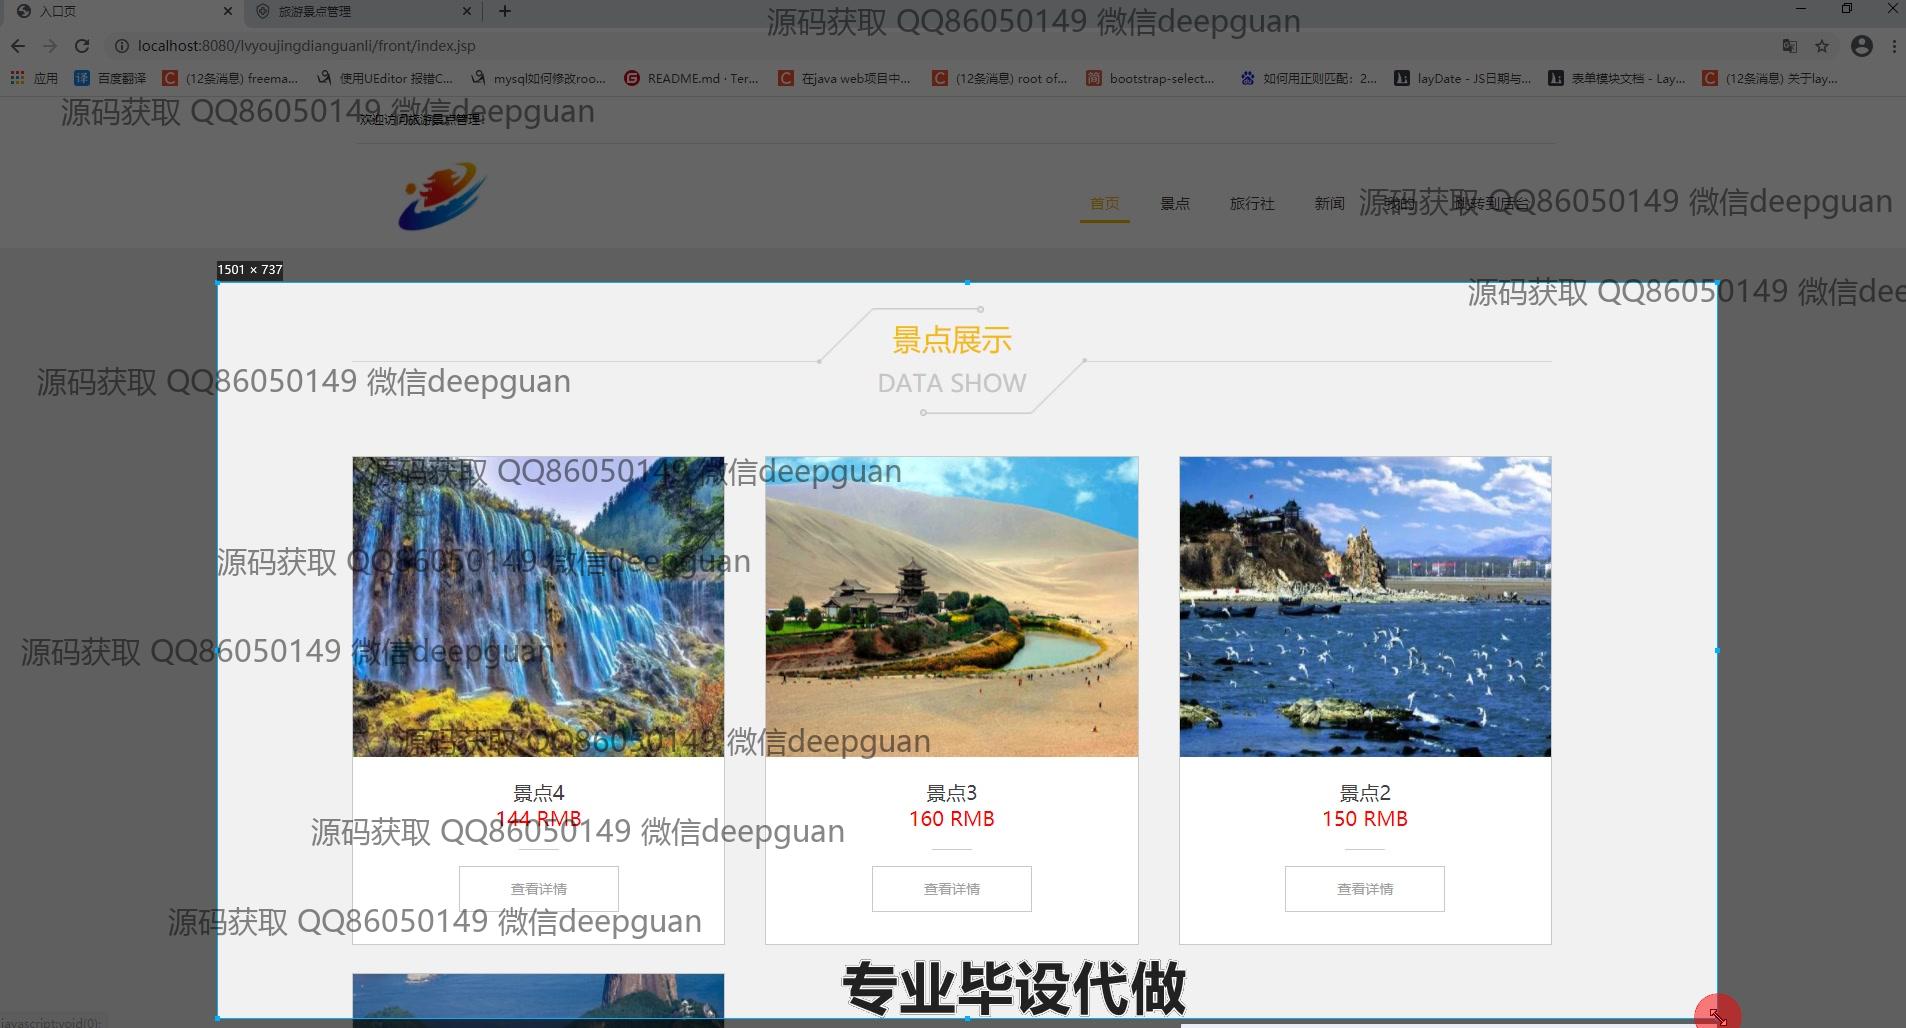 入口页
旅游景点管理
localhost:8080/lvyoujingdianguanli/front/index.jsp
应用
百度翻译
(12条消息) freema...
使用UEditor 报错C...
mysql如何修改roo...
README.md · Ter...
在java web项目中...
(12条消息) root of...
bootstrap-select...
如何用正则匹配：2...
layDate - JS日期与...
表单模块文档 - Lay...
(12条消息) 关于lay...
源码获取 QQ86050149 微信deepguan
源码获取 QQ86050149 微信deepguan
欢迎访问旅游景点管理
首页
景点
旅行社
新闻
我的
跳转到后台
源码获取 QQ86050149 微信deepguan
1501 × 737
源码获取 QQ86050149 微信dee
景点展示
DATA SHOW
源码获取 QQ86050149 微信deepguan
源码获取 QQ86050149 微信deepguan
源码获取 QQ86050149 微信deepguan
源码获取 QQ86050149 微信deepguan
源码获取 QQ86050149 微信deepguan
景点4
144 RMB
查看详情
景点3
160 RMB
查看详情
景点2
150 RMB
查看详情
源码获取 QQ86050149 微信deepguan
源码获取 QQ86050149 微信deepguan
专业毕设代做
javascript:void(0);